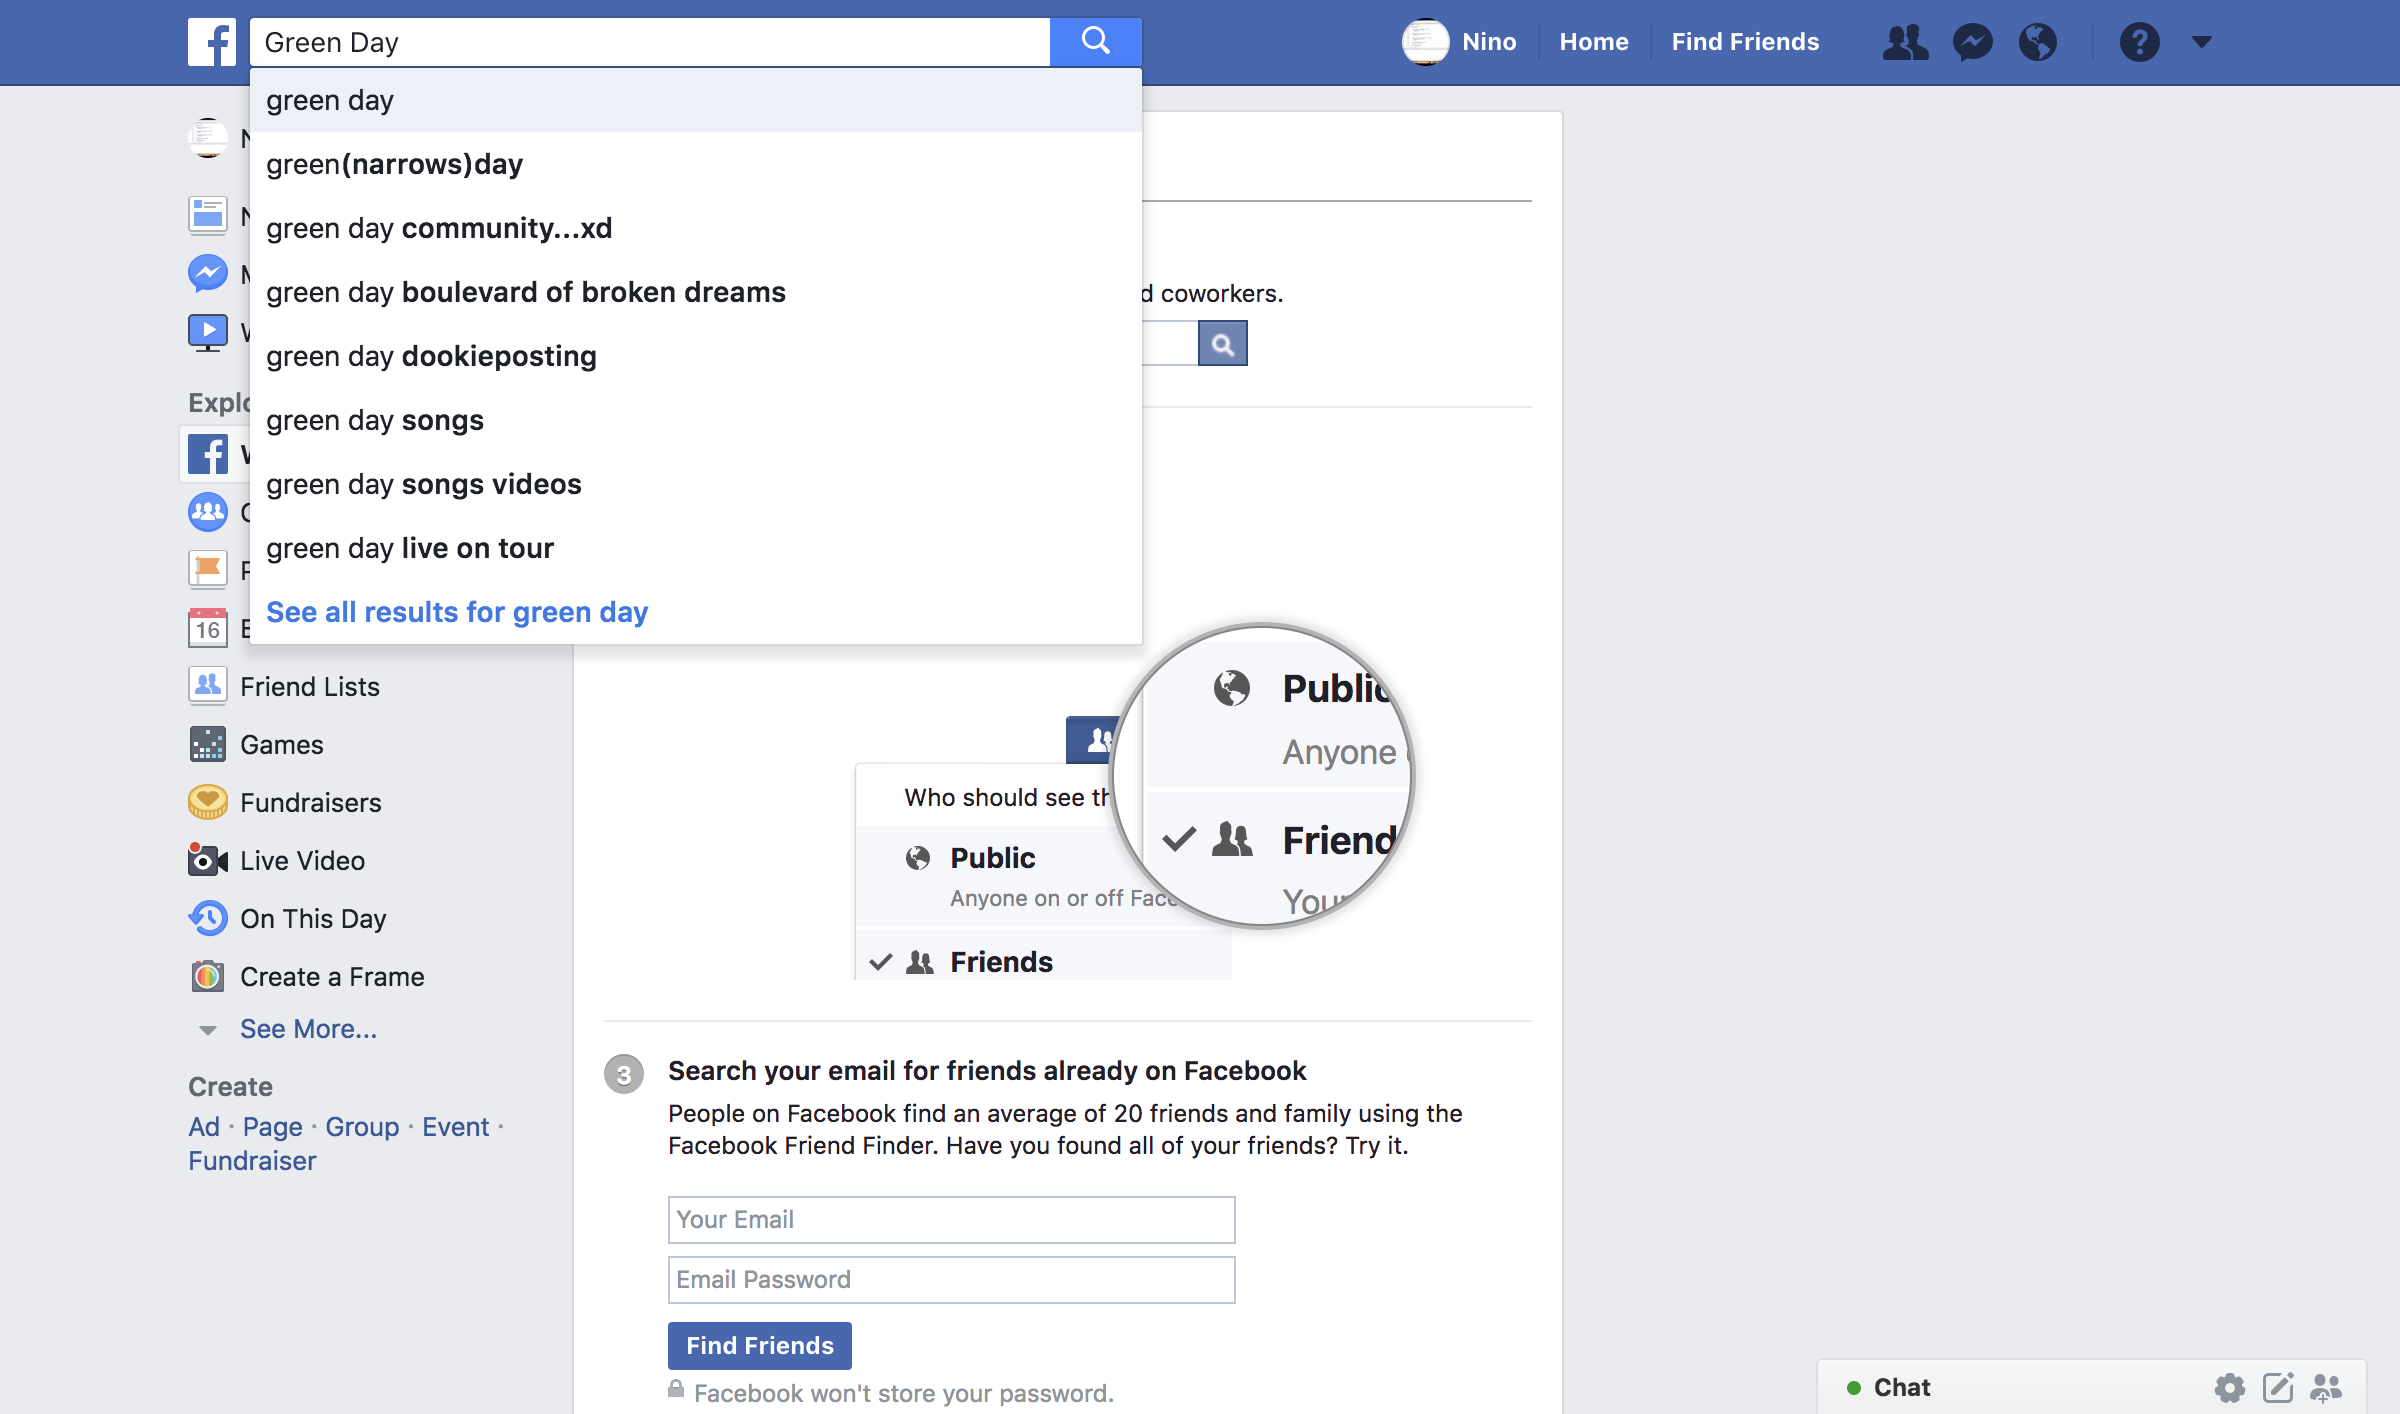 Green Day
Nino
Home
Find Friends
green day
green(narrows)day
green day community...xd
green day boulevard of broken dreams
green day dookieposting
green day songs
green day songs videos
green day live on tour
See all results for green day
coworkers.
16
Friend Lists
Games
Fundraisers
Live Video
On This Day
Create a Frame
See More...
Create
Ad · Page · Group · Event ·
Fundraiser
Public
Anyone
Who should see
Public
Anyone on or off
Friends
3
Search your email for friends already on Facebook
People on Facebook find an average of 20 friends and family using the
Facebook Friend Finder. Have you found all of your friends? Try it.
Your Email
Email Password
Find Friends
Facebook won't store your password.
Chat